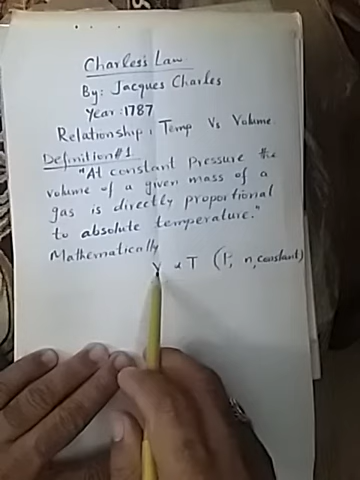 Charles's Law
By: Jacques Charles
Year: 1787
Relationship: Temp Vs Volume.
Definition#1
"At constant Pressure the
volume of a given mass of a
gas is directly proportional
to absolute temperature."
Mathematically
V ∝ T (P, n, constant)